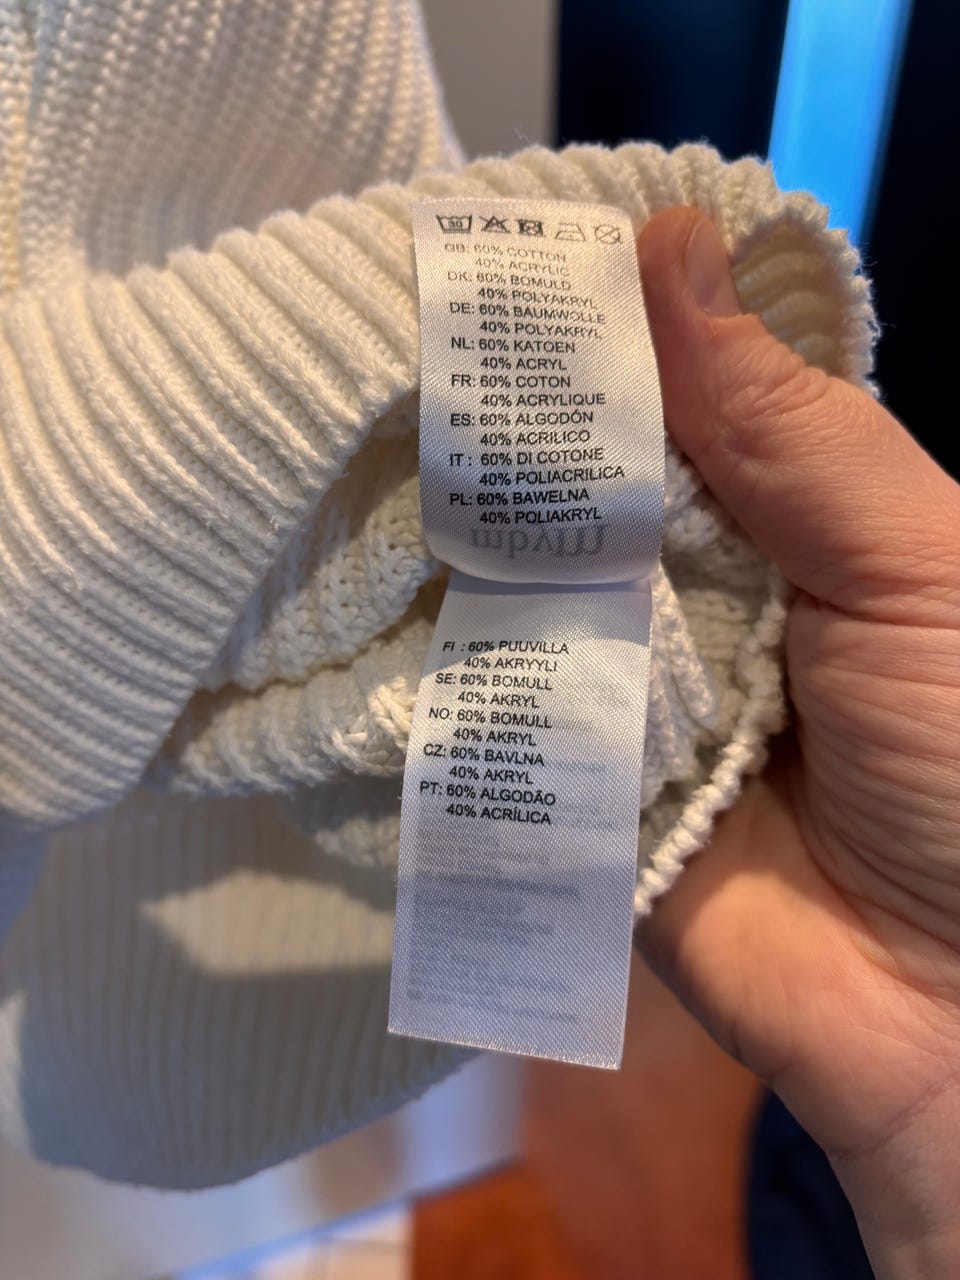 30
GB: 60% COTTON
40% ACRYLIC
DK: 60% BOMULD
40% POLYAKRYL
DE: 60% BAUMWOLLE
40% POLYAKRYL
NL: 60% KATOEN
40% ACRYL
FR: 60% COTON
40% ACRYLIQUE
ES: 60% ALGODÓN
40% ACRILICO
IT : 60% DI COTONE
40% POLIACRILICA
PL: 60% BAWELNA
40% POLIAKRYL
mbyM
FI : 60% PUUVILLA
40% AKRYYLI
SE: 60% BOMULL
40% AKRYL
NO: 60% BOMULL
40% AKRYL
CZ: 60% BAVLNA
40% AKRYL
PT: 60% ALGODÃO
40% ACRÍLICA